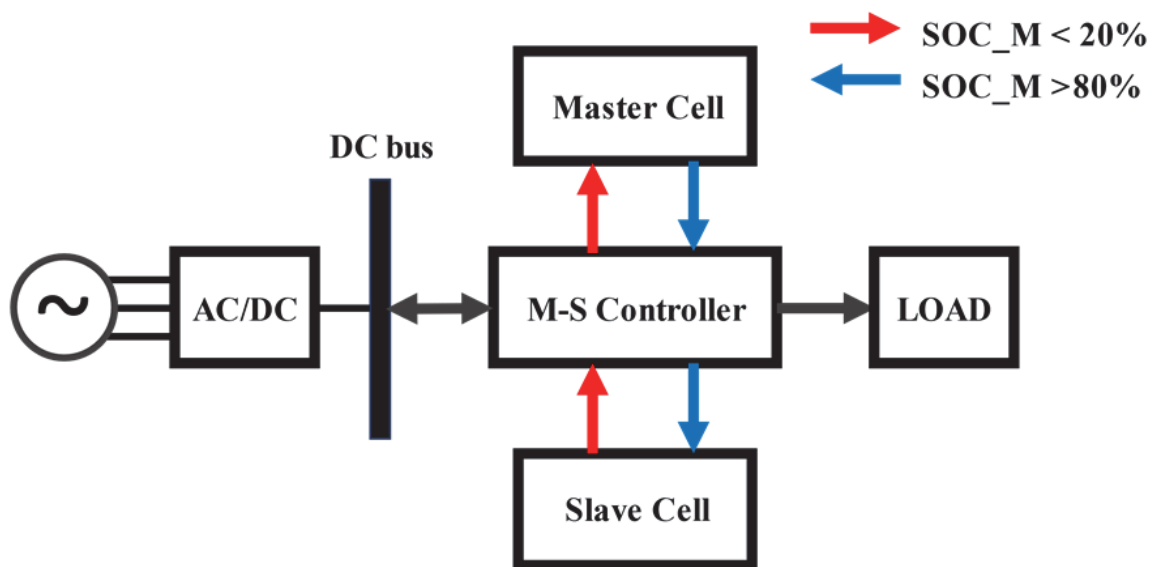 SOC_M < 20%
SOC_M >80%
Master Cell
DC bus
~
AC/DC
M-S Controller
LOAD
Slave Cell